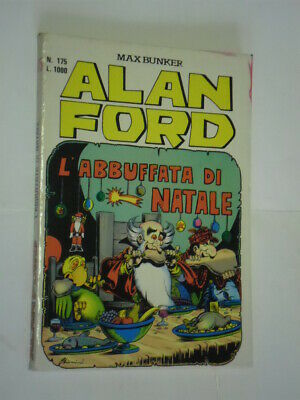 MAX BUNKER
N. 175
L. 1000
ALAN
FORD
L'ABBUFFATA DI
NATALE